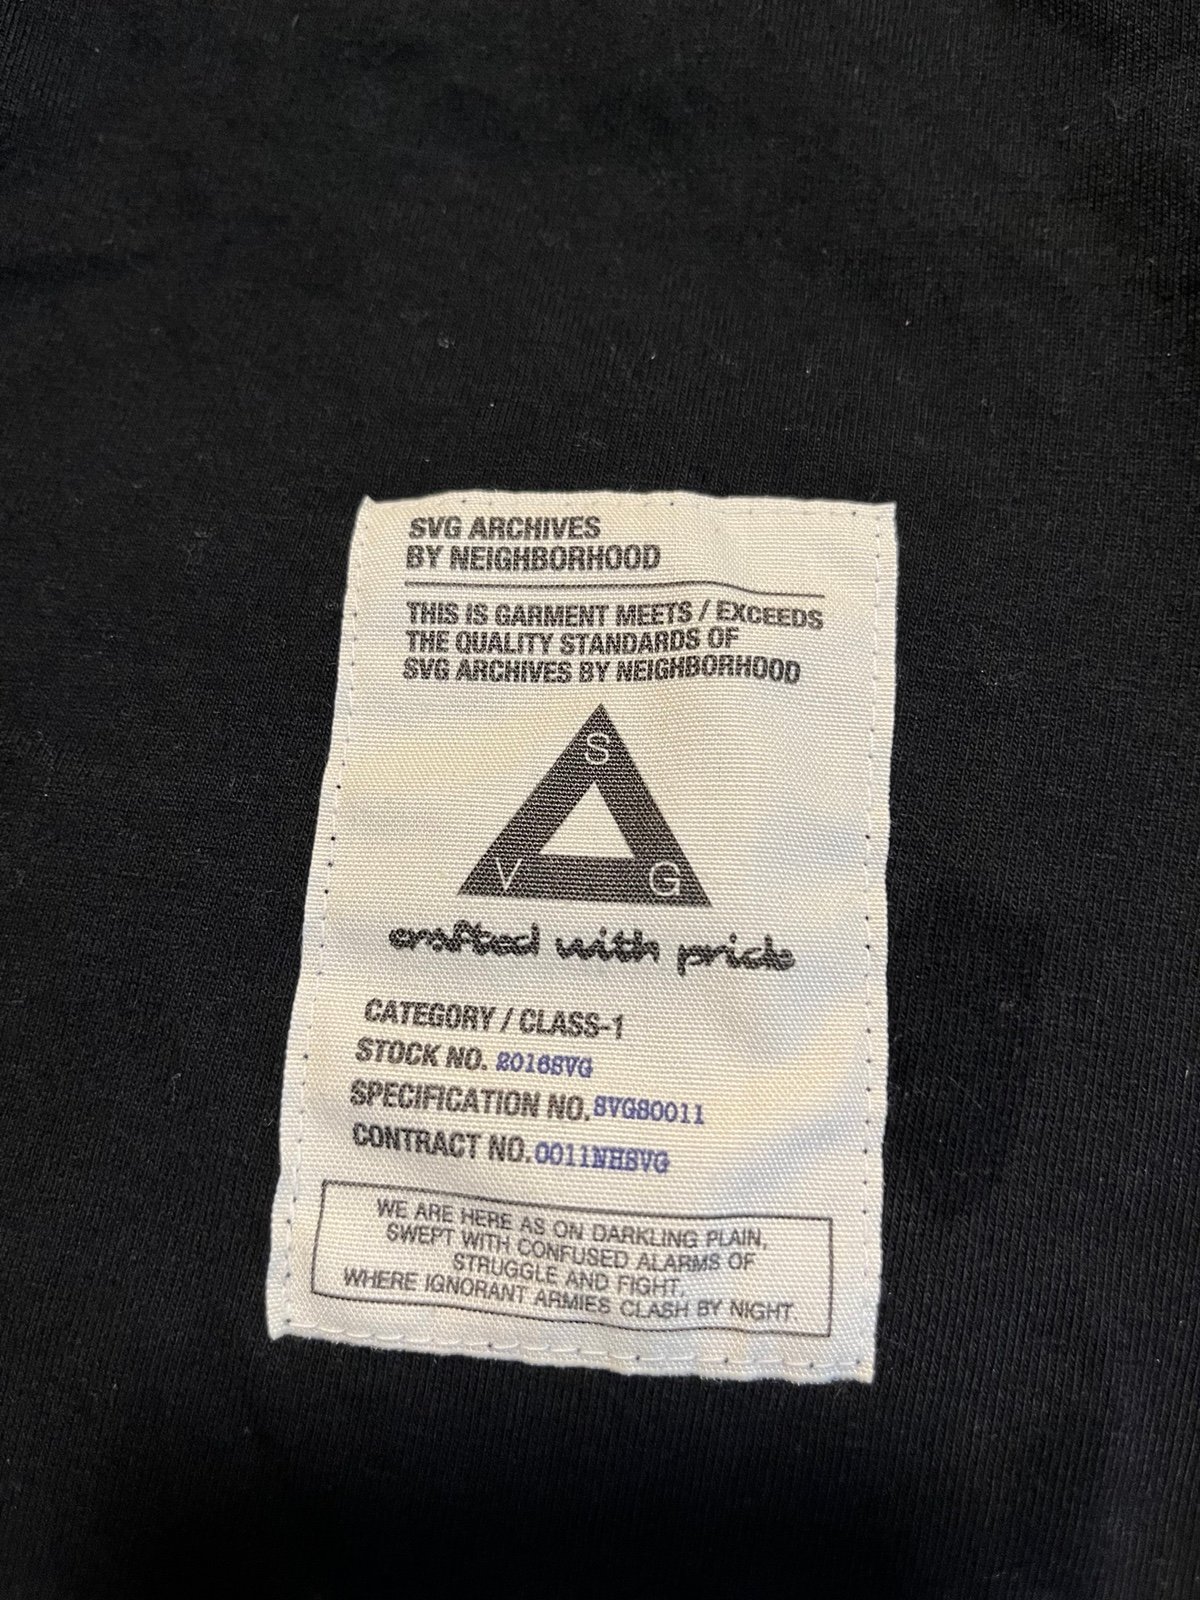 SVG ARCHIVES
BY NEIGHBORHOOD
THIS IS GARMENT MEETS / EXCEEDS
THE QUALITY STANDARDS OF
SVG ARCHIVES BY NEIGHBORHOOD
S
V G
crafted with pride
CATEGORY / CLASS-1
STOCK NO. 2016SVG
SPECIFICATION NO. SVGS0011
CONTRACT NO. 0011NHSVG
WE ARE HERE AS ON DARKLING PLAIN,
SWEPT WITH CONFUSED ALARMS OF
STRUGGLE AND FIGHT,
WHERE IGNORANT ARMIES CLASH BY NIGHT